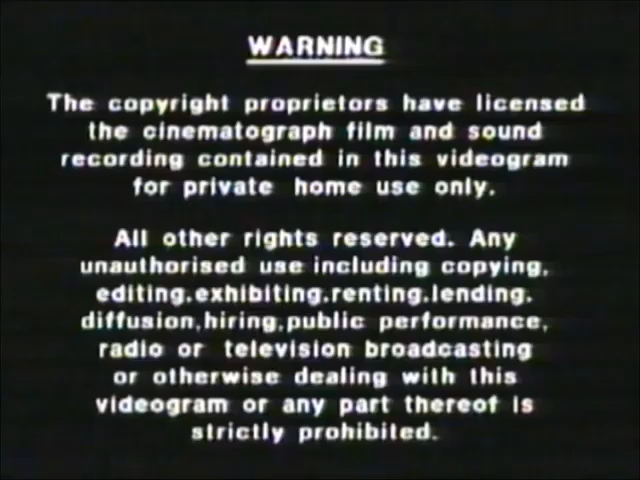 WARNING
The copyright proprietors have licensed
the cinematograph film and sound
recording contained in this videogram
for private home use only.
All other rights reserved. Any
unauthorised use including copying,
editing,exhibiting,renting,lending,
diffusion,hiring,public performance,
radio or television broadcasting
or otherwise dealing with this
videogram or any part thereof is
strictly prohibited.